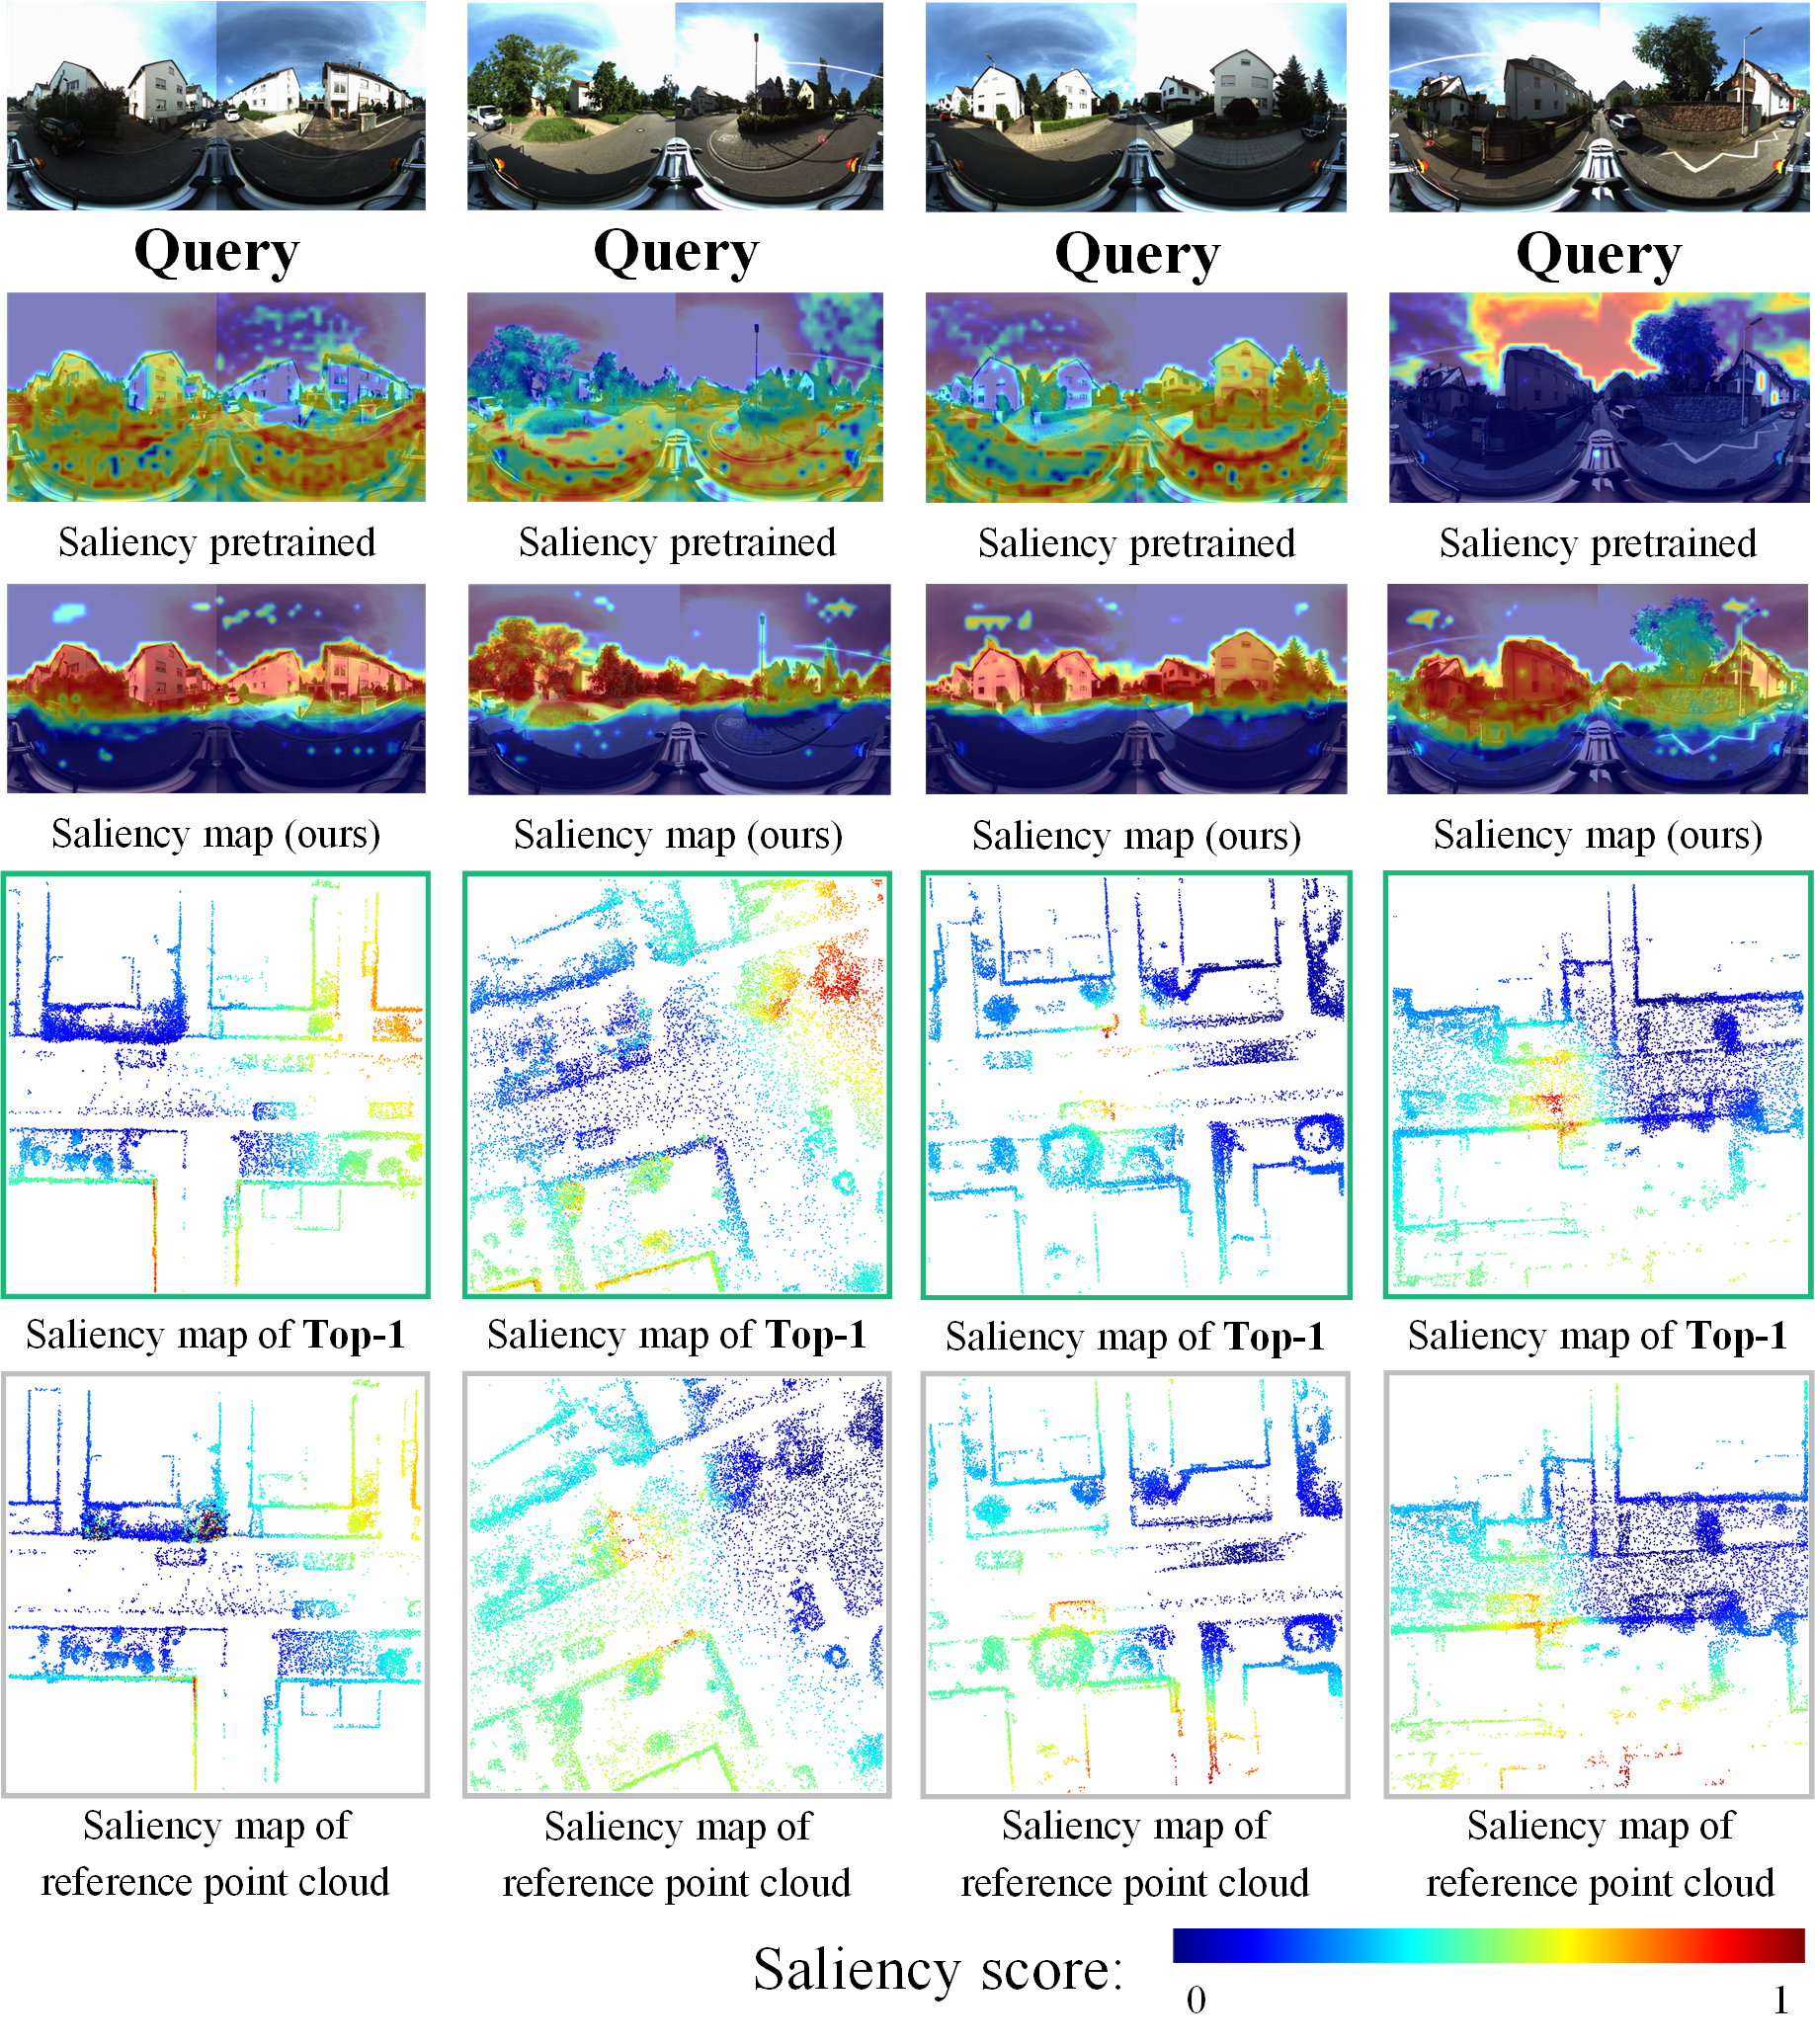 Query Query Query Query
Saliency pretrained Saliency pretrained Saliency pretrained Saliency pretrained
Saliency map (ours) Saliency map (ours) Saliency map (ours) Saliency map (ours)
Saliency map of Top-1 Saliency map of Top-1 Saliency map of Top-1 Saliency map of Top-1
Saliency map of Saliency map of Saliency map of Saliency map of
reference point cloud reference point cloud reference point cloud reference point cloud
Saliency score:
0 1